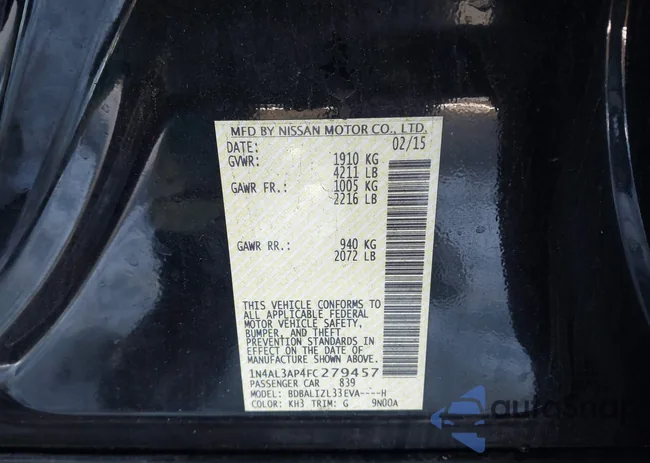 MFD BY NISSAN MOTOR CO., LTD.
DATE: 02/15
GVWR: 1910 KG
4211 LB
GAWR FR.: 1005 KG
2216 LB
GAWR RR.: 940 KG
2072 LB
THIS VEHICLE CONFORMS TO
ALL APPLICABLE FEDERAL
MOTOR VEHICLE SAFETY,
BUMPER, AND THEFT
PREVENTION STANDARDS
IN EFFECT ON THE DATE OF
MANUFACTURE SHOWN ABOVE.
1N4AL3AP4FC279457
PASSENGER CAR 839
MODEL: BDBALIZL33EVA----H
COLOR: KH3 TRIM: G 9N00A
autoSnap